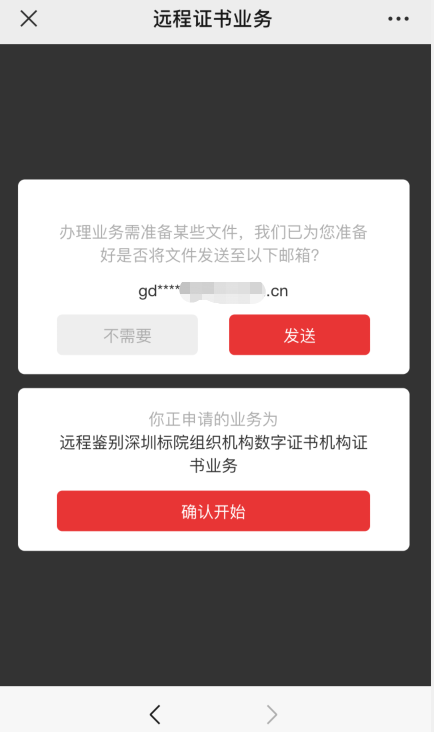 远程证书业务
办理业务需准备某些文件，我们已为您准备
好是否将文件发送至以下邮箱?
gd**** .cn
不需要
发送
你正申请的业务为
远程鉴别深圳标院组织机构数字证书机构证
书业务
确认开始